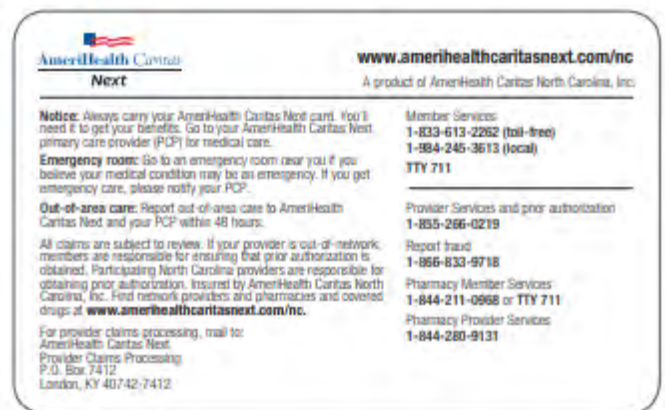 AmeriHealth Caritas
Next
www.amerihealthcaritasnext.com/nc
A product of AmeriHealth Caritas North Carolina, Inc.
Notice: Always carry your AmeriHealth Caritas Next card. You'll
need it to get your benefits. Go to your AmeriHealth Caritas Next
primary care provider (PCP) for medical care.
Emergency room: Go to an emergency room near you if you
believe your medical condition may be an emergency. If you get
emergency care, please notify your PCP.
Out-of-area care: Report out-of-area care to AmeriHealth
Caritas Next and your PCP within 48 hours.
All claims are subject to review. If your provider is out-of-network,
members are responsible for ensuring that prior authorization is
obtained. Participating North Carolina providers are responsible for
obtaining prior authorization. Insured by AmeriHealth Caritas North
Carolina, Inc. Find network providers and pharmacies and covered
drugs at www.amerihealthcaritasnext.com/nc.
For provider claims processing, mail to:
AmeriHealth Caritas Next
Provider Claims Processing
P.O. Box 7412
London, KY 40742-7412
Member Services
1-833-613-2262 (toll-free)
1-984-245-3613 (local)
TTY 711
Provider Services and prior authorization
1-855-266-0219
Report fraud
1-866-833-9718
Pharmacy Member Services
1-844-211-0968 or TTY 711
Pharmacy Provider Services
1-844-280-9131